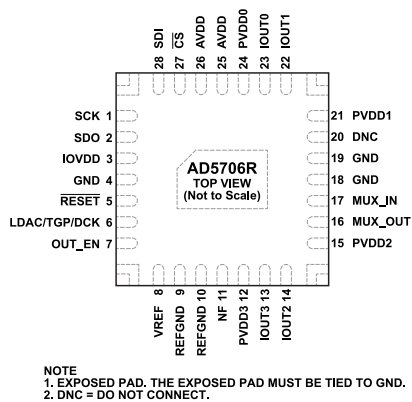 28 SDI
27 CS
26 AVDD
25 AVDD
24 PVDD0
23 IOUT0
22 IOUT1
SCK 1
SDO 2
IOVDD 3
GND 4
RESET 5
LDAC/TGP/DCK 6
OUT_EN 7
AD5706R
TOP VIEW
(Not to Scale)
21 PVDD1
20 DNC
19 GND
18 GND
17 MUX_IN
16 MUX_OUT
15 PVDD2
VREF 8
REFGND 9
REFGND 10
NF 11
PVDD3 12
IOUT3 13
IOUT2 14
NOTE
1. EXPOSED PAD. THE EXPOSED PAD MUST BE TIED TO GND.
2. DNC = DO NOT CONNECT.